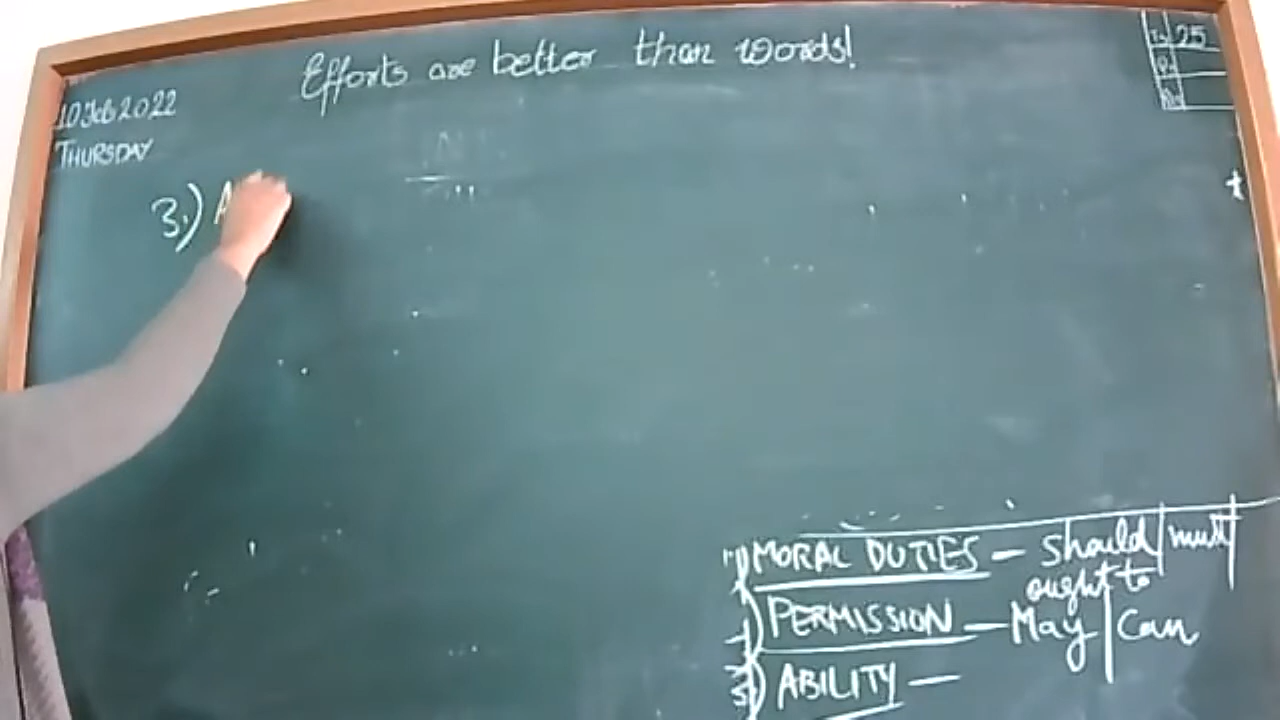 Efforts are better than words!
25
10 Feb 2022
THURSDAY
3.) A
1) MORAL DUTIES - should/must/
ought to
PERMISSION - May/Can
3) ABILITY -